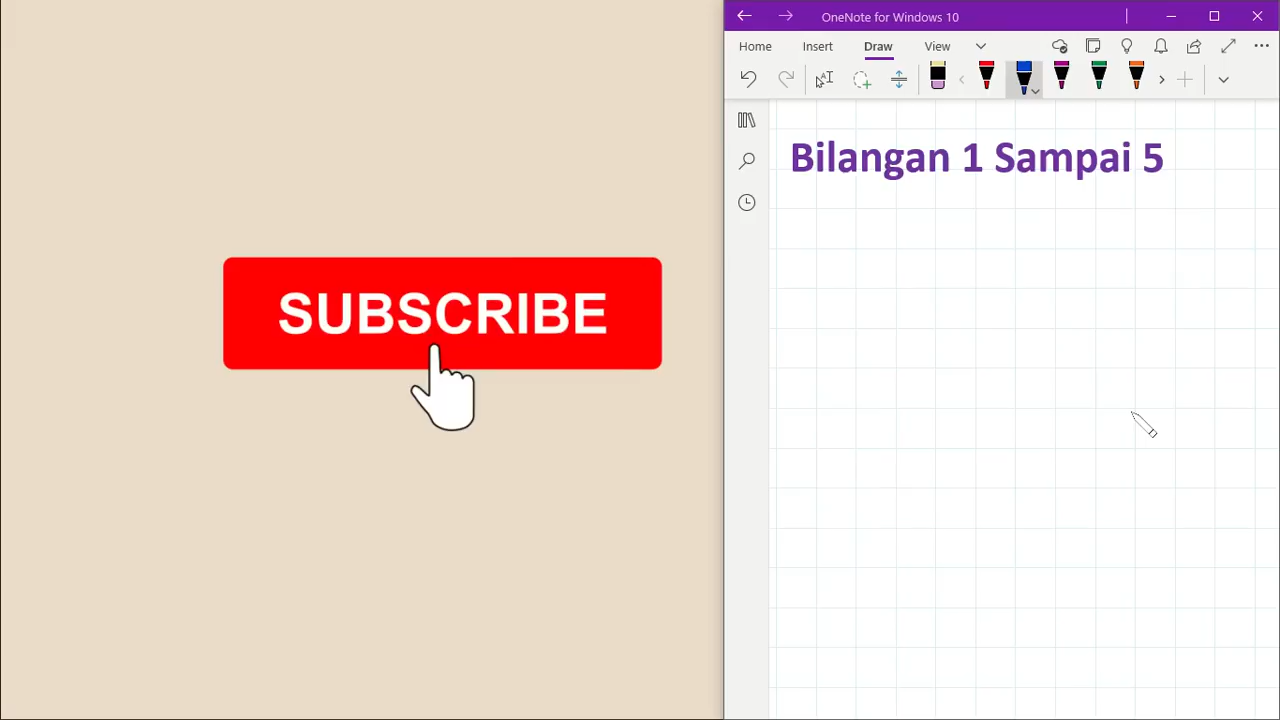 SUBSCRIBE
OneNote for Windows 10
Home Insert Draw View
Bilangan 1 Sampai 5